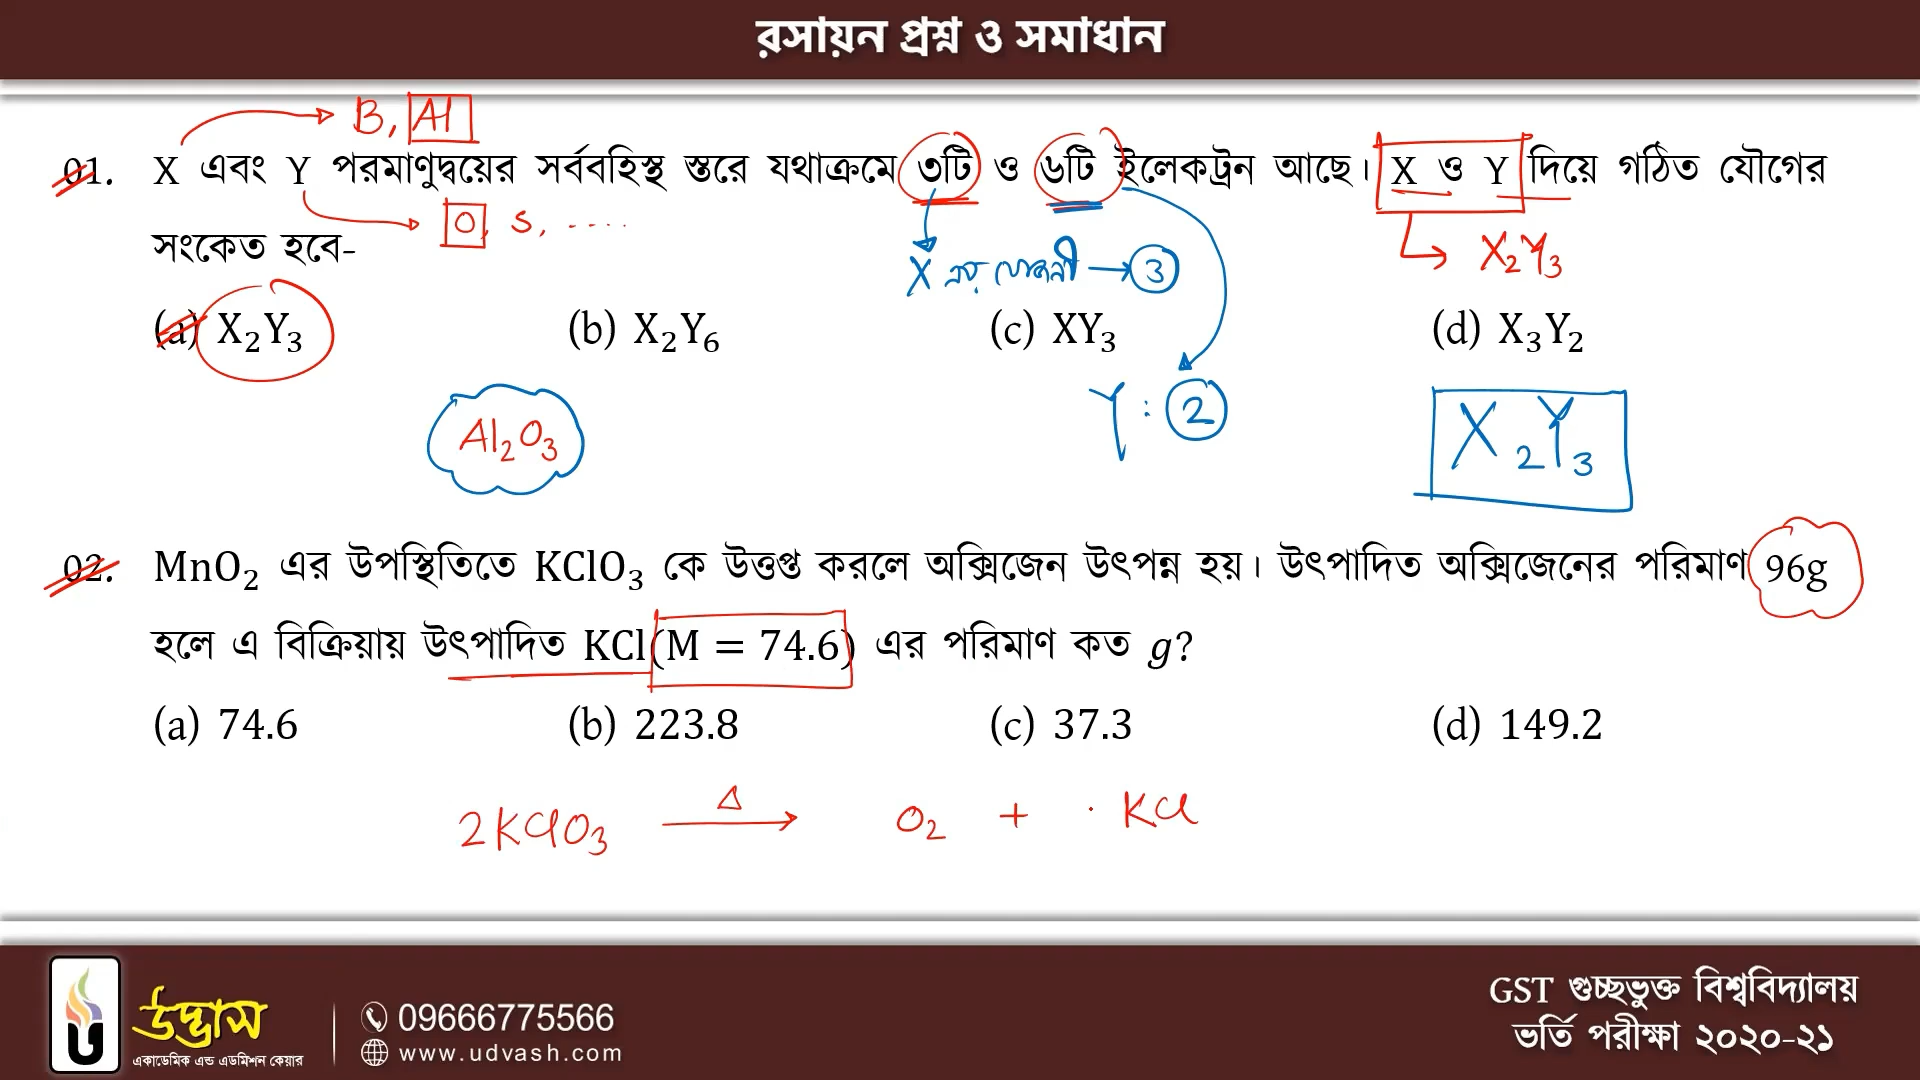 রসায়ন প্রশ্ন ও সমাধান
B, Al
01. X এবং Y পরমাণুদ্বয়ের সর্ববহিস্থ স্তরে যথাক্রমে ৩টি ও ৬টি ইলেকট্রন আছে। X ও Y দিয়ে গঠিত যৌগের
O, S, ......
সংকেত হবে-
X এর যোজনী → 3
X₂Y₃
(a) X₂Y₃ (b) X₂Y₆ (c) XY₃ (d) X₃Y₂
Al₂O₃
Y : 2
X₂Y₃
02. MnO₂ এর উপস্থিতিতে KClO₃ কে উত্তপ্ত করলে অক্সিজেন উৎপন্ন হয়। উৎপাদিত অক্সিজেনের পরিমাণ 96g
হলে এ বিক্রিয়ায় উৎপাদিত KCl(M = 74.6) এর পরিমাণ কত g?
(a) 74.6 (b) 223.8 (c) 37.3 (d) 149.2
2KClO₃ —Δ→ O₂ + KCl
উদ্ভাস
একাডেমিক এন্ড এডমিশন কেয়ার
09666775566
www.udvash.com
GST গুচ্ছভুক্ত বিশ্ববিদ্যালয়
ভর্তি পরীক্ষা ২০২০-২১